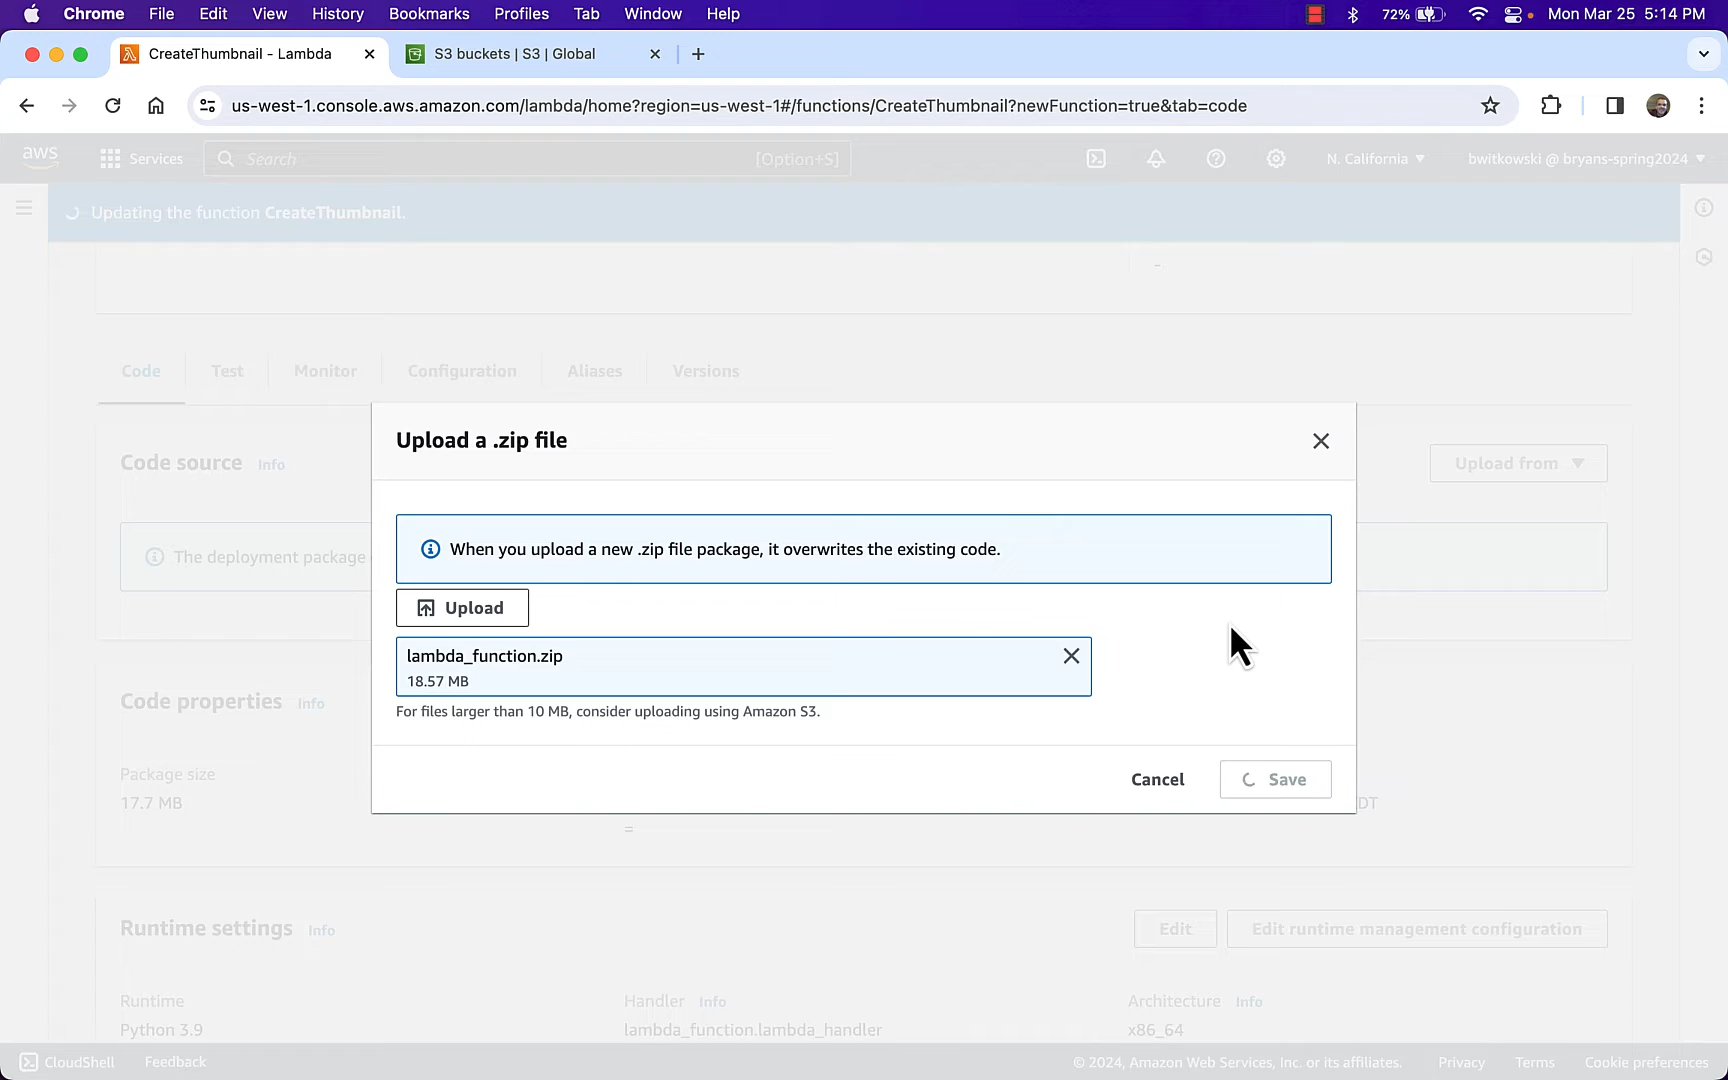 Chrome File Edit View History Bookmarks Profiles Tab Window Help 72% Mon Mar 25 5:14 PM
CreateThumbnail - Lambda S3 buckets | S3 | Global
us-west-1.console.aws.amazon.com/lambda/home?region=us-west-1#/functions/CreateThumbnail?newFunction=true&tab=code
aws Services Search [Option+S] N. California bwitkowski @ bryans-spring2024
Updating the function CreateThumbnail.
Code Test Monitor Configuration Aliases Versions
Upload a .zip file
Code source Info Upload from
When you upload a new .zip file package, it overwrites the existing code.
The deployment package
Upload
lambda_function.zip
18.57 MB
Code properties Info
For files larger than 10 MB, consider uploading using Amazon S3.
Package size
Cancel Save
17.7 MB DT
=
Runtime settings Info Edit Edit runtime management configuration
Runtime Handler Info Architecture Info
Python 3.9 lambda_function.lambda_handler x86_64
CloudShell Feedback © 2024, Amazon Web Services, Inc. or its affiliates. Privacy Terms Cookie preferences